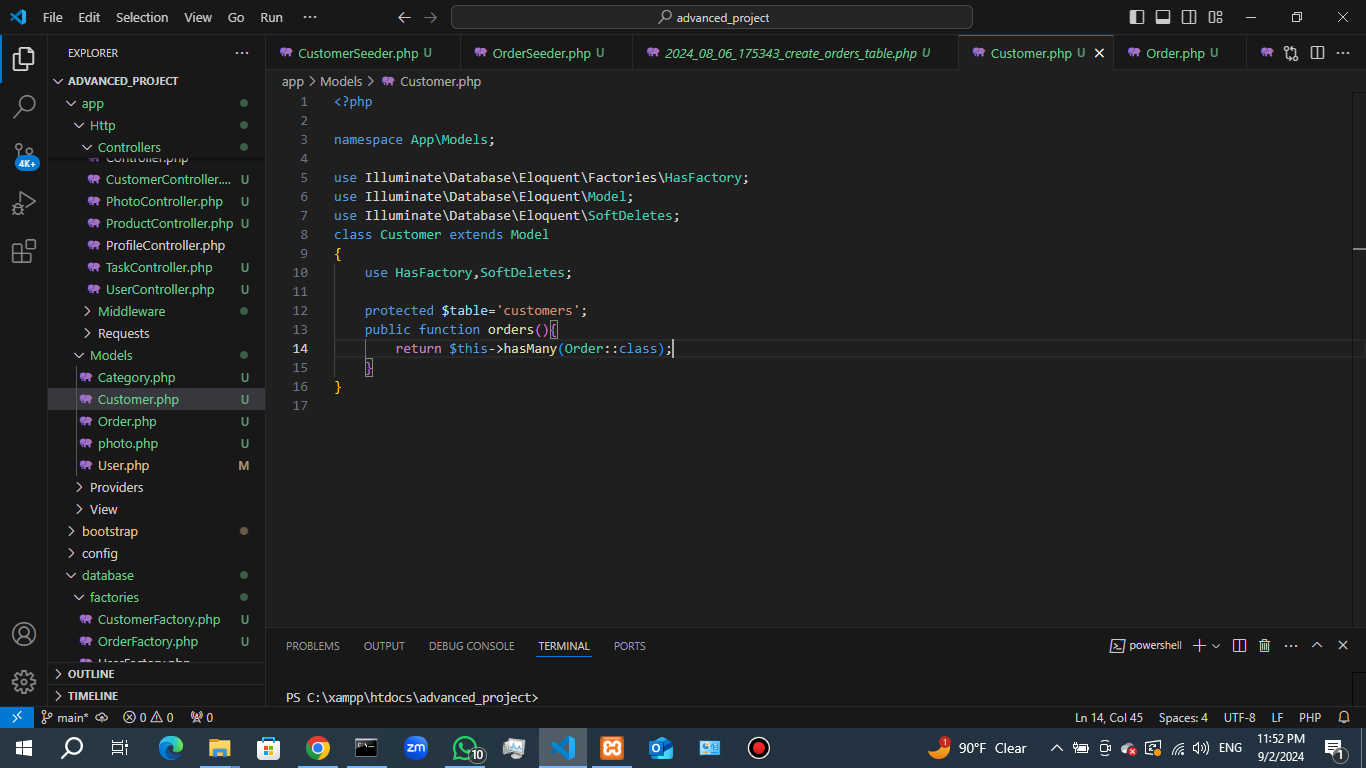 File Edit Selection View Go Run ··· advanced_project
EXPLORER ···
CustomerSeeder.php U OrderSeeder.php U 2024_08_06_175343_create_orders_table.php U Customer.php U Order.php U ···
ADVANCED_PROJECT
app > Models > Customer.php
app
Http
Controllers
Controller.php
CustomerController.... U
PhotoController.php U
ProductController.php U
ProfileController.php
TaskController.php U
UserController.php U
Middleware
Requests
Models
Category.php U
Customer.php U
Order.php U
photo.php U
User.php M
Providers
View
bootstrap
config
database
factories
CustomerFactory.php U
OrderFactory.php U
UserFactory.php
OUTLINE
TIMELINE
4K+
1 <?php
2
3 namespace App\Models;
4
5 use Illuminate\Database\Eloquent\Factories\HasFactory;
6 use Illuminate\Database\Eloquent\Model;
7 use Illuminate\Database\Eloquent\SoftDeletes;
8 class Customer extends Model
9 {
10 use HasFactory,SoftDeletes;
11
12 protected $table='customers';
13 public function orders(){
14 return $this->hasMany(Order::class);
15 }
16 }
17
PROBLEMS OUTPUT DEBUG CONSOLE TERMINAL PORTS powershell ···
PS C:\xampp\htdocs\advanced_project>
main* 0 0 0 Ln 14, Col 45 Spaces: 4 UTF-8 LF PHP
zm 10 1 90°F Clear ENG 11:52 PM 1
9/2/2024